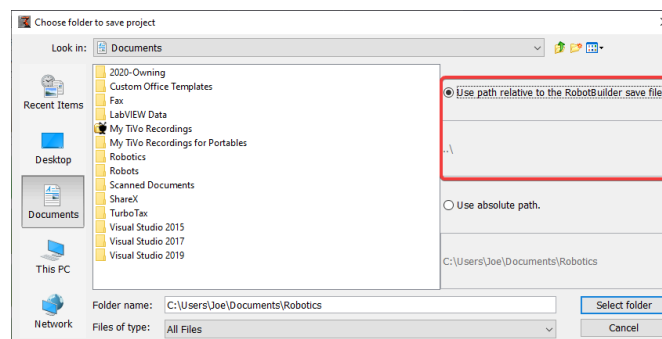 Choose folder to save project
Look in: Documents
Recent Items
Desktop
Documents
This PC
Network
2020-Owning
Custom Office Templates
Fax
LabVIEW Data
My TiVo Recordings
My TiVo Recordings for Portables
Robotics
Robots
Scanned Documents
ShareX
TurboTax
Visual Studio 2015
Visual Studio 2017
Visual Studio 2019
Use path relative to the RobotBuilder save file
..\
Use absolute path.
C:\Users\Joe\Documents\Robotics
Folder name: C:\Users\Joe\Documents\Robotics
Select folder
Files of type: All Files
Cancel